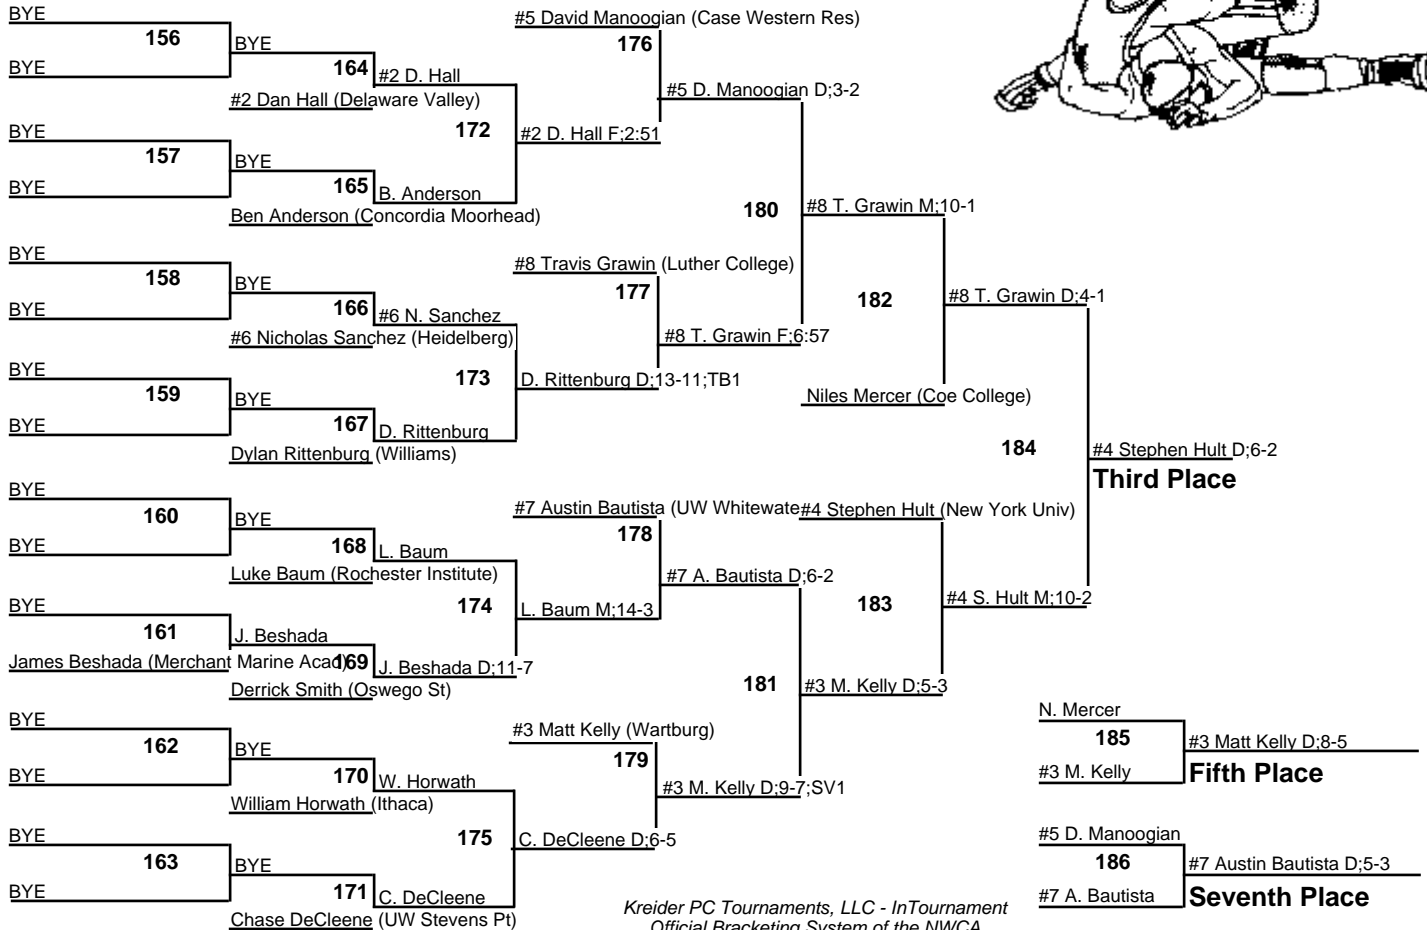 BYE
156
BYE
BYE
164
#2 D. Hall
#2 Dan Hall (Delaware Valley)
172
#2 D. Hall F;2:51
BYE
157
BYE
BYE
165
B. Anderson
Ben Anderson (Concordia Moorhead)
#5 David Manoogian (Case Western Res)
176
#5 D. Manoogian D;3-2
180
#8 T. Grawin M;10-1
BYE
158
BYE
BYE
166
#6 N. Sanchez
#6 Nicholas Sanchez (Heidelberg)
173
D. Rittenburg D;13-11;TB1
BYE
159
BYE
BYE
167
D. Rittenburg
Dylan Rittenburg (Williams)
#8 Travis Grawin (Luther College)
177
#8 T. Grawin F;6:57
182
#8 T. Grawin D;4-1
Niles Mercer (Coe College)
184
#4 Stephen Hult D;6-2
Third Place
BYE
160
BYE
BYE
168
L. Baum
Luke Baum (Rochester Institute)
174
L. Baum M;14-3
BYE
161
J. Beshada
James Beshada (Merchant Marine Acad)
169
J. Beshada D;11-7
Derrick Smith (Oswego St)
#7 Austin Bautista (UW Whitewate
178
#7 A. Bautista D;6-2
#4 Stephen Hult (New York Univ)
183
#4 S. Hult M;10-2
181
#3 M. Kelly D;5-3
BYE
162
BYE
BYE
170
W. Horwath
William Horwath (Ithaca)
175
C. DeCleene D;6-5
BYE
163
BYE
BYE
171
C. DeCleene
Chase DeCleene (UW Stevens Pt)
#3 Matt Kelly (Wartburg)
179
#3 M. Kelly D;9-7;SV1
N. Mercer
185
#3 M. Kelly
#3 Matt Kelly D;8-5
Fifth Place
#5 D. Manoogian
186
#7 A. Bautista
#7 Austin Bautista D;5-3
Seventh Place
Kreider PC Tournaments, LLC - InTournament
Official Bracketing System of the NWCA